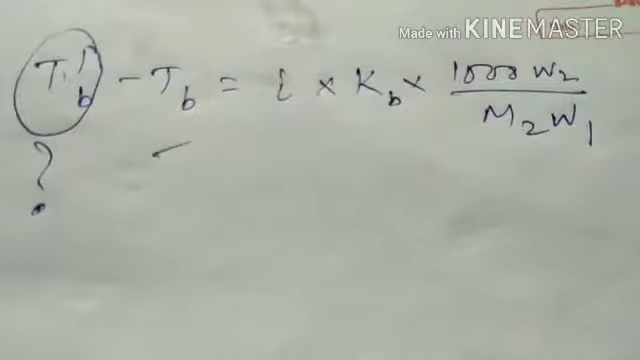 Made with KINEMASTER
T'b - Tb = i × Kb × 1000 W2 / M2 W1
?